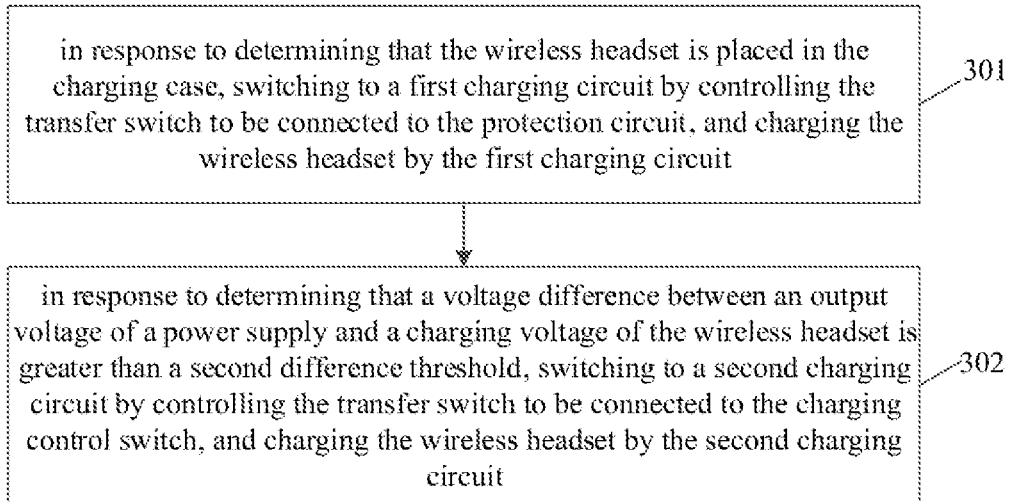 in response to determining that the wireless headset is placed in the
charging case, switching to a first charging circuit by controlling the
transfer switch to be connected to the protection circuit, and charging the
wireless headset by the first charging circuit
301
in response to determining that a voltage difference between an output
voltage of a power supply and a charging voltage of the wireless headset is
greater than a second difference threshold, switching to a second charging
circuit by controlling the transfer switch to be connected to the charging
control switch, and charging the wireless headset by the second charging
circuit
302